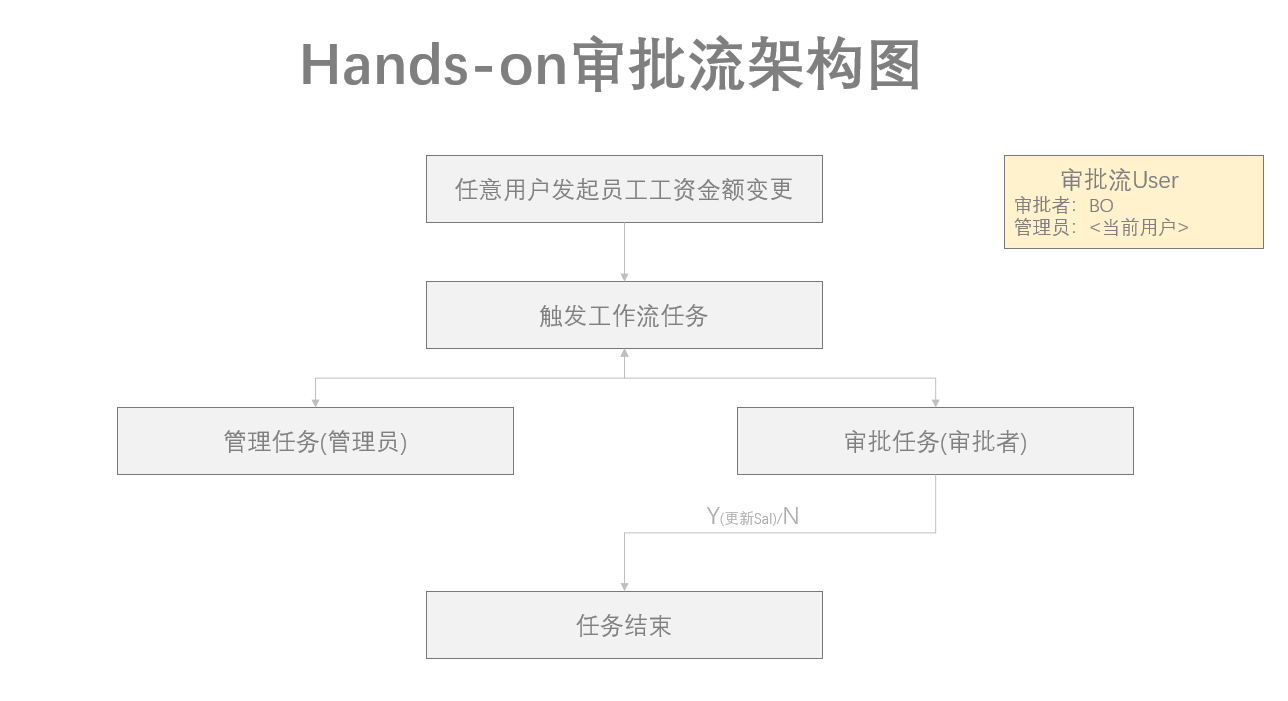 Hands-on审批流架构图
任意用户发起员工工资金额变更
审批流User
审批者：BO
管理员：<当前用户>
触发工作流任务
管理任务(管理员)
审批任务(审批者)
Y(更新Sal)/N
任务结束